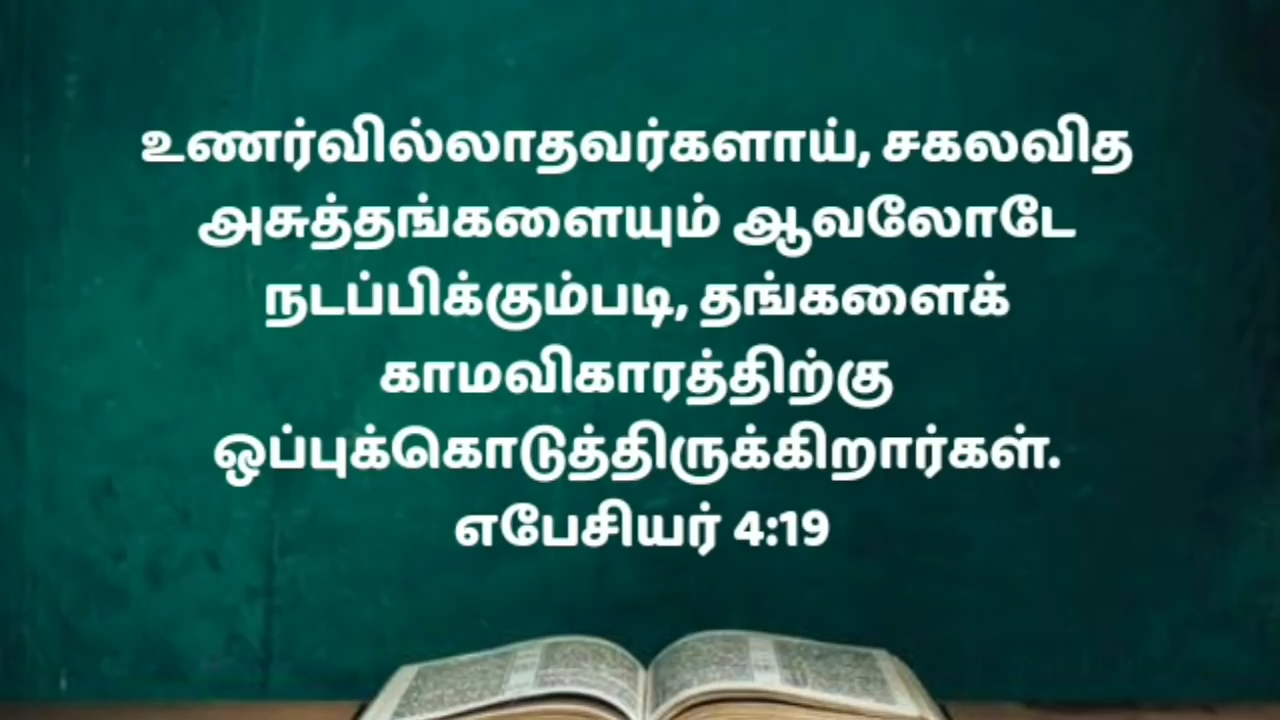 உணர்வில்லாதவர்களாய், சகலவித
அசுத்தங்களையும் ஆவலோடே
நடப்பிக்கும்படி, தங்களைக்
காமவிகாரத்திற்கு
ஒப்புக்கொடுத்திருக்கிறார்கள்.
எபேசியர் 4:19